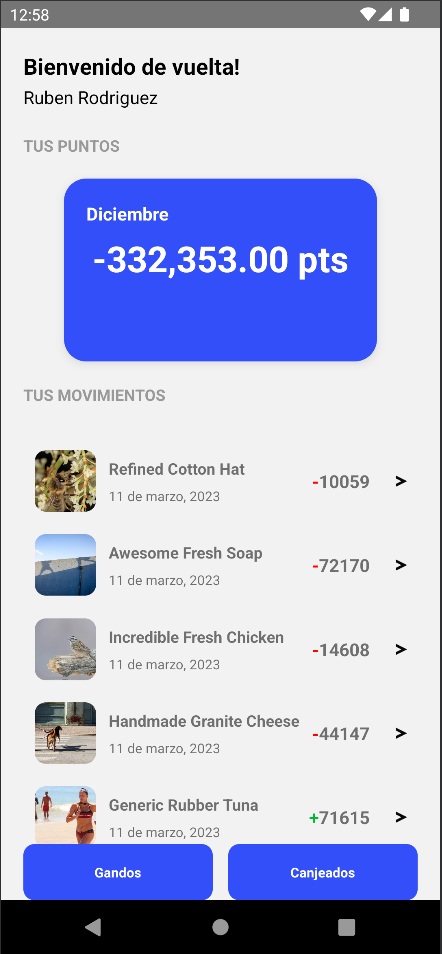 12:58
Bienvenido de vuelta!
Ruben Rodriguez
TUS PUNTOS
Diciembre
-332,353.00 pts
TUS MOVIMIENTOS
Refined Cotton Hat
11 de marzo, 2023
-10059 >
Awesome Fresh Soap
11 de marzo, 2023
-72170 >
Incredible Fresh Chicken
11 de marzo, 2023
-14608 >
Handmade Granite Cheese
11 de marzo, 2023
-44147 >
Generic Rubber Tuna
11 de marzo, 2023
+71615 >
Gandos
Canjeados